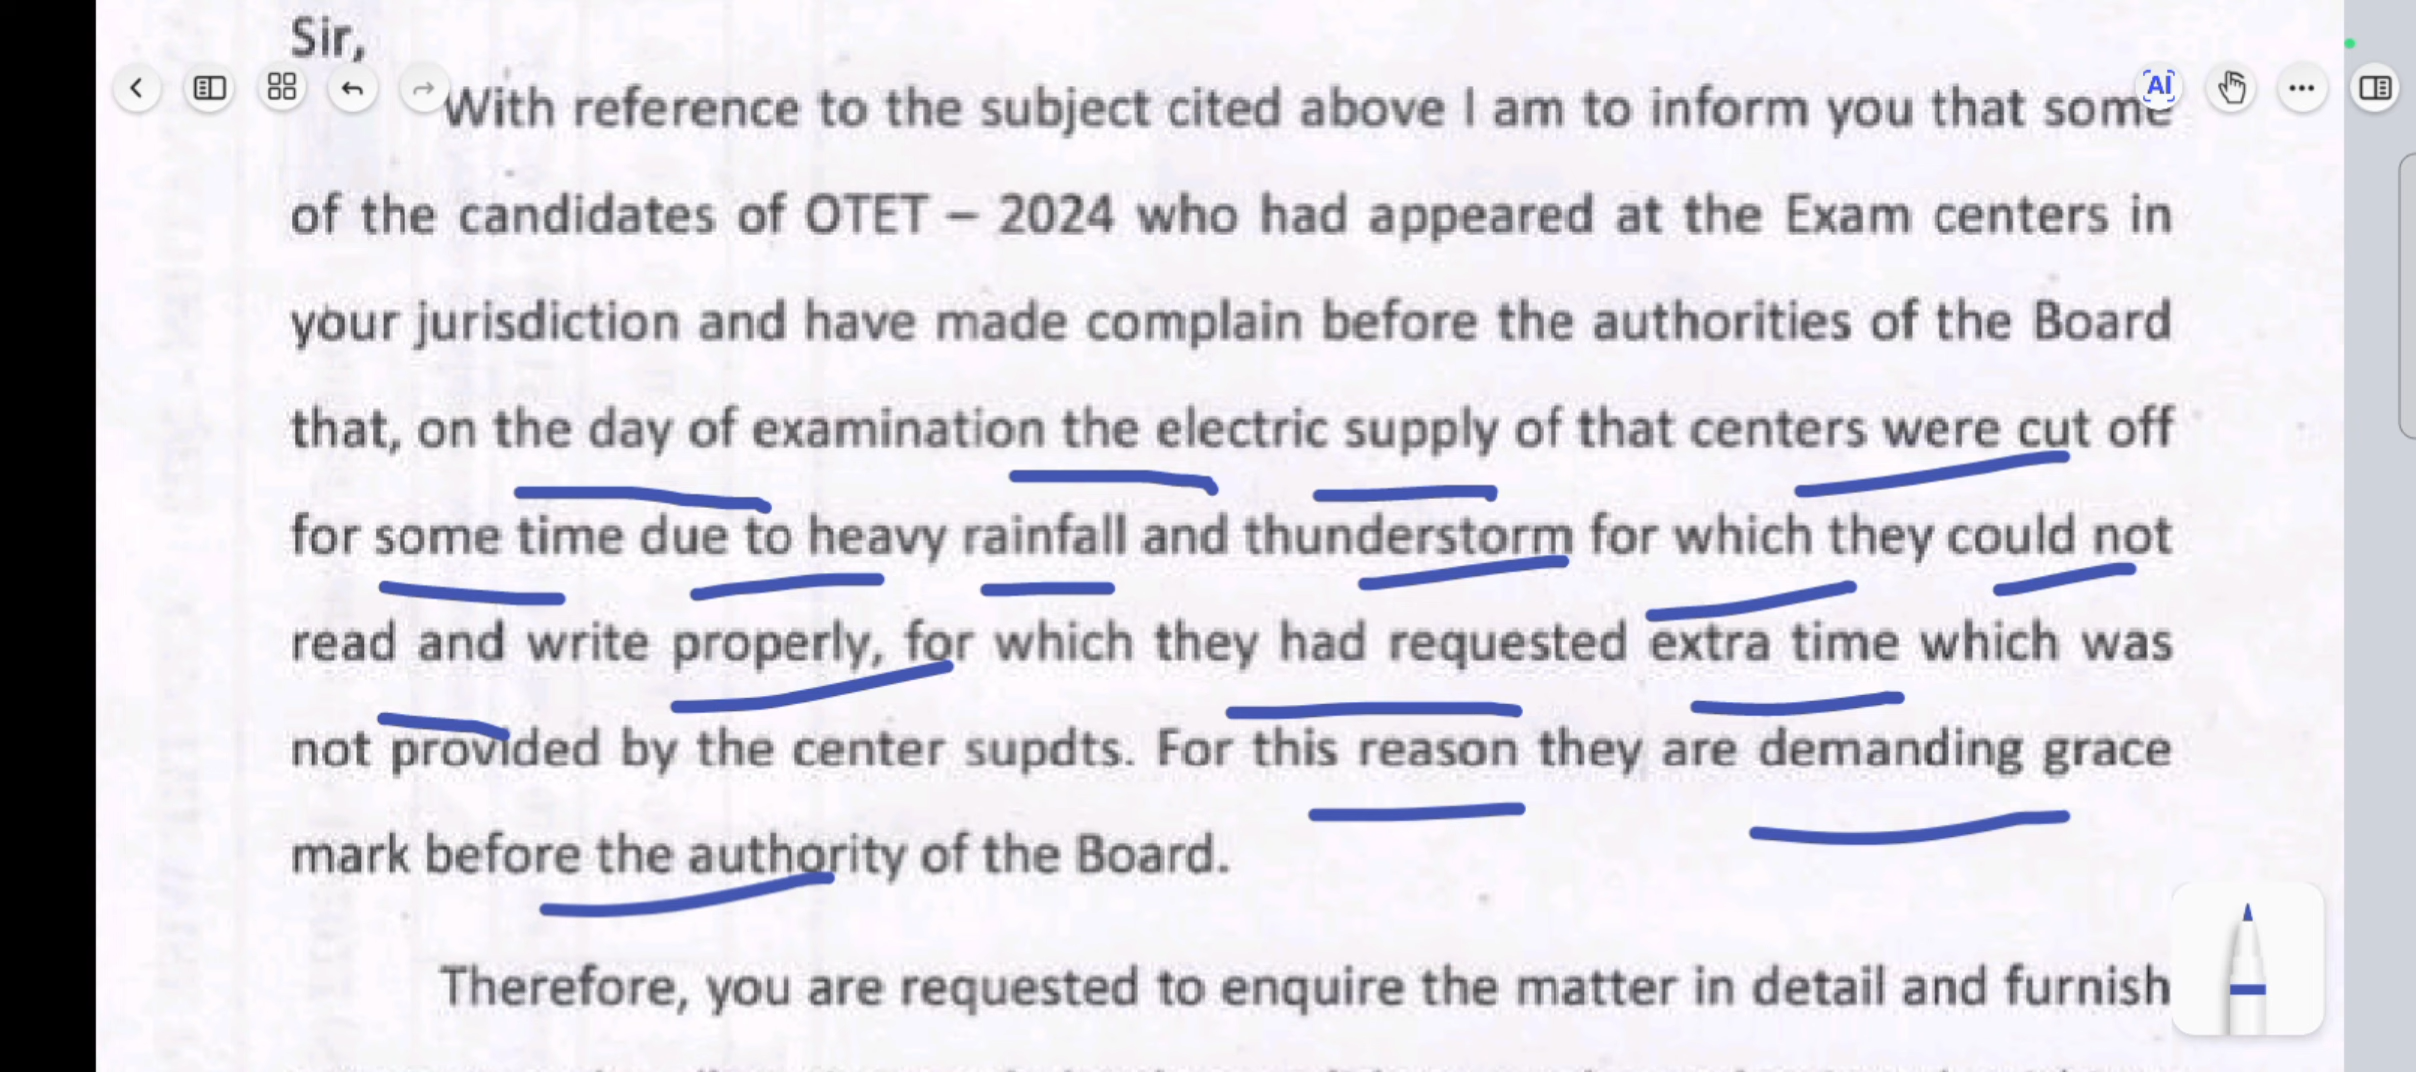 Sir,
With reference to the subject cited above I am to inform you that some
of the candidates of OTET – 2024 who had appeared at the Exam centers in
your jurisdiction and have made complain before the authorities of the Board
that, on the day of examination the electric supply of that centers were cut off
for some time due to heavy rainfall and thunderstorm for which they could not
read and write properly, for which they had requested extra time which was
not provided by the center supdts. For this reason they are demanding grace
mark before the authority of the Board.
Therefore, you are requested to enquire the matter in detail and furnish
AI